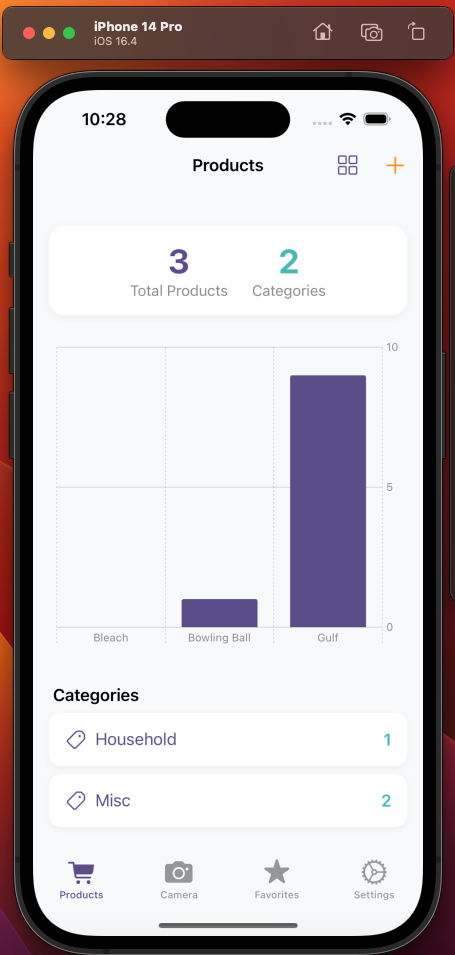 iPhone 14 Pro
iOS 16.4
10:28
Products
3
2
Total Products
Categories
10
5
0
Bleach
Bowling Ball
Gulf
Categories
Household
1
Misc
2
Products
Camera
Favorites
Settings